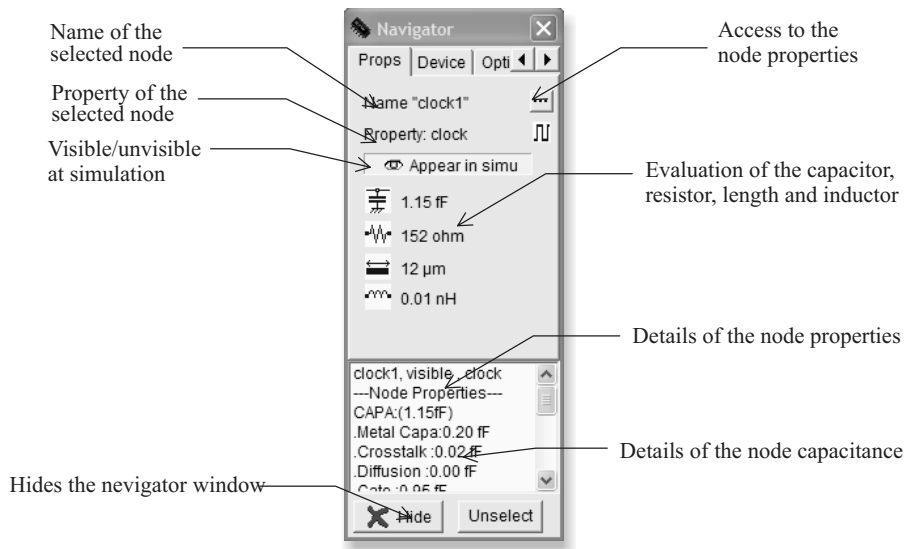 Name of the
selected node
Property of the
selected node
Visible/unvisible
at simulation
Hides the nevigator window
Navigator
Props Device Opti
Name "clock1"
Property: clock
Appear in simu
1.15 fF
152 ohm
12 µm
0.01 nH
clock1, visible , clock
---Node Properties---
CAPA:(1.15fF)
.Metal Capa:0.20 fF
.Crosstalk :0.02 fF
.Diffusion :0.00 fF
.Gate :0.95 fF
Hide Unselect
Access to the
node properties
Evaluation of the capacitor,
resistor, length and inductor
Details of the node properties
Details of the node capacitance